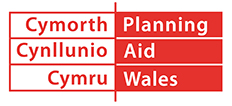 Cymorth Planning
Cynllunio Aid
Cymru Wales